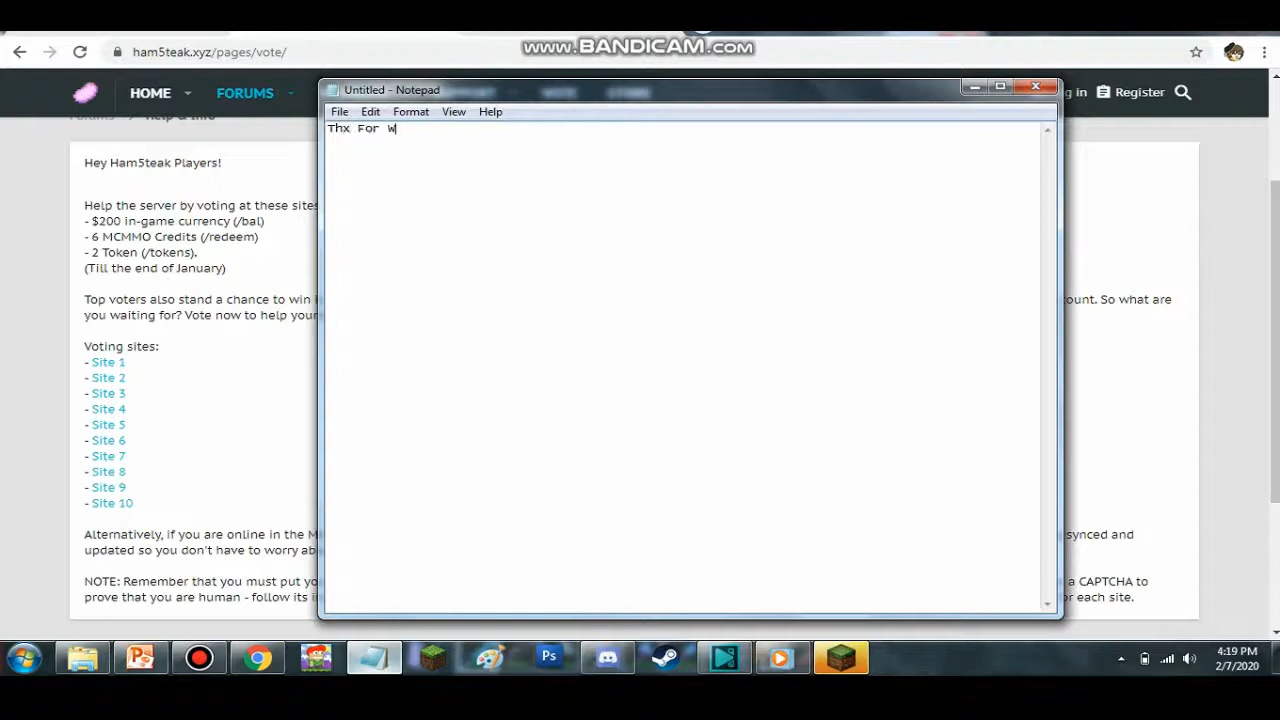 ham5teak.xyz/pages/vote/
www.BANDICAM.com
HOME
FORUMS
Register
Untitled - Notepad
File Edit Format View Help
Thx For W
Help & Info
Hey Ham5teak Players!
Help the server by voting at these sites
- $200 in-game currency (/bal)
- 6 MCMMO Credits (/redeem)
- 2 Token (/tokens).
(Till the end of January)
Top voters also stand a chance to win
ount. So what are
you waiting for? Vote now to help your
Voting sites:
- Site 1
- Site 2
- Site 3
- Site 4
- Site 5
- Site 6
- Site 7
- Site 8
- Site 9
- Site 10
Alternatively, if you are online in the M
synced and
updated so you don't have to worry ab
NOTE: Remember that you must put yo
a CAPTCHA to
prove that you are human - follow its i
or each site.
Ps
4:19 PM
2/7/2020